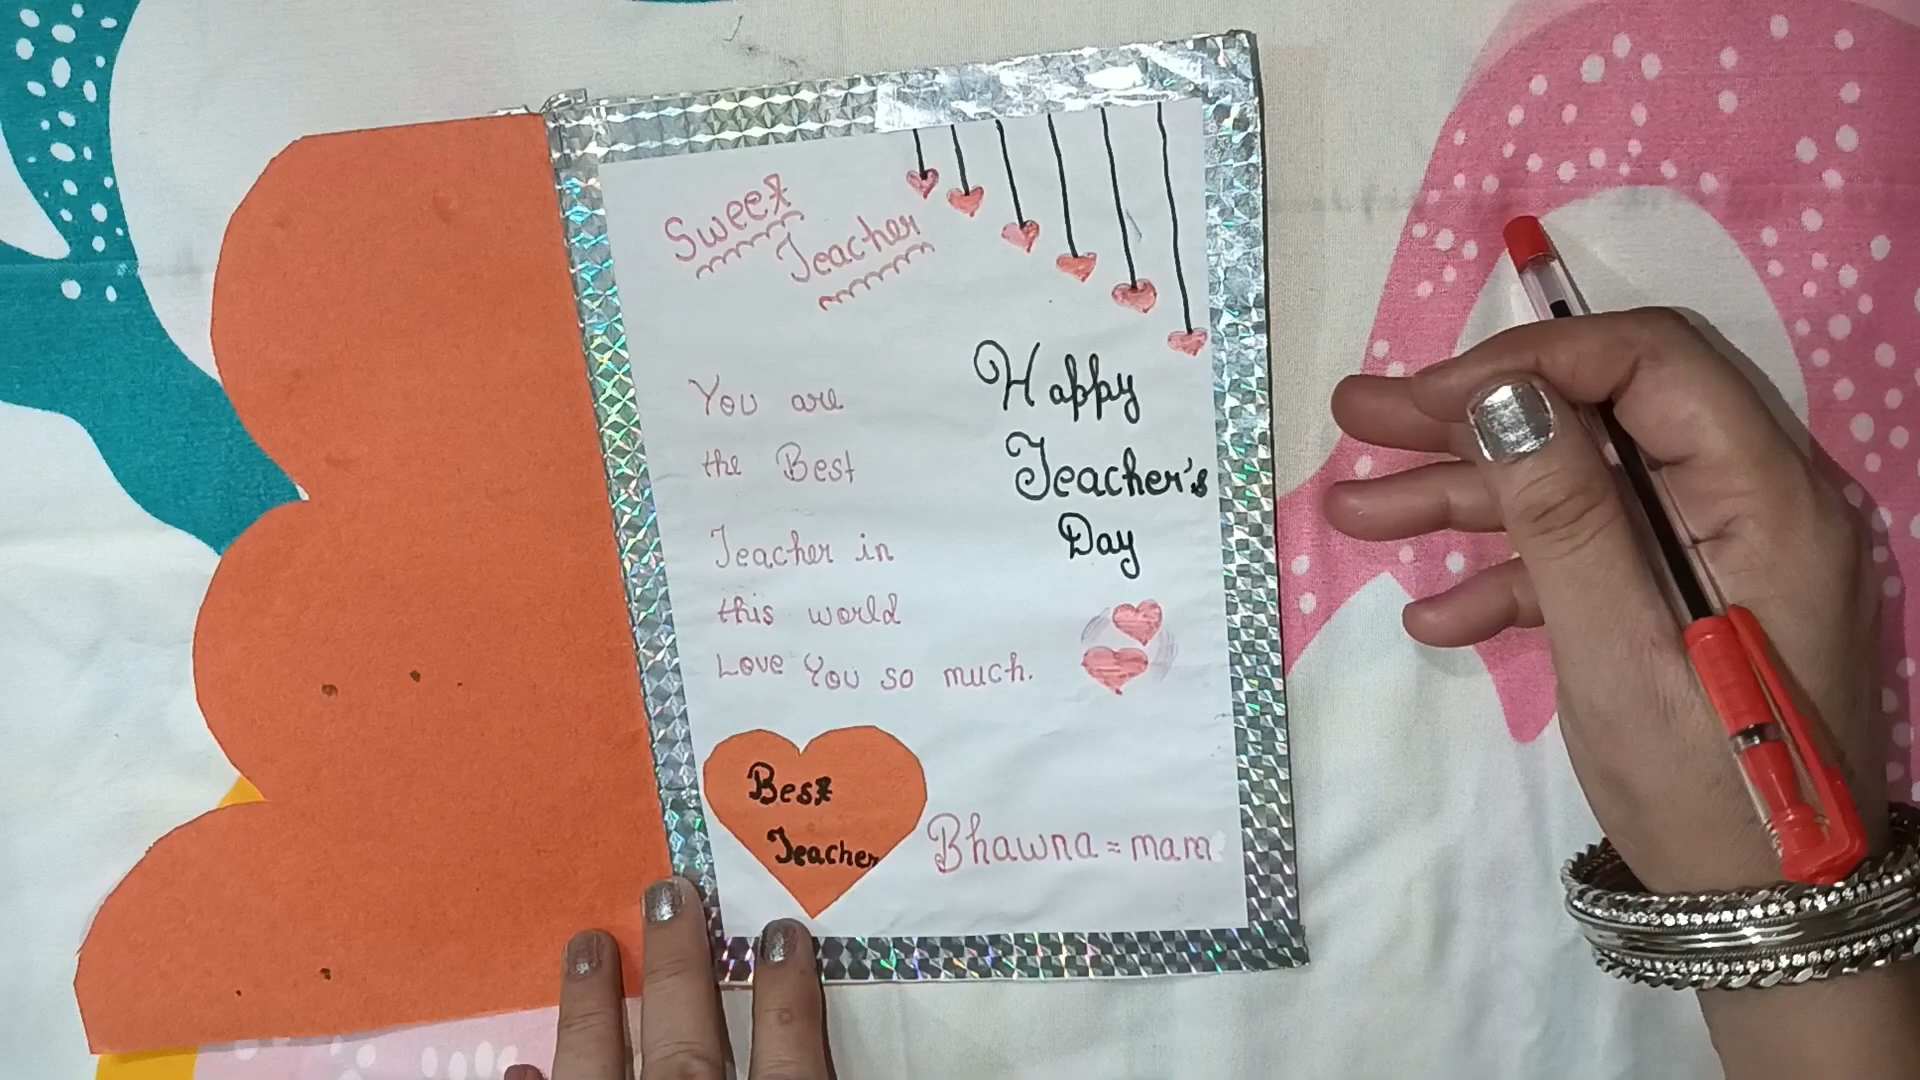 Sweet
Teacher
You are
the Best
Teacher in
this world
Love You so much.
Happy
Teacher's
Day
Best
Teacher
Bhawna = mam